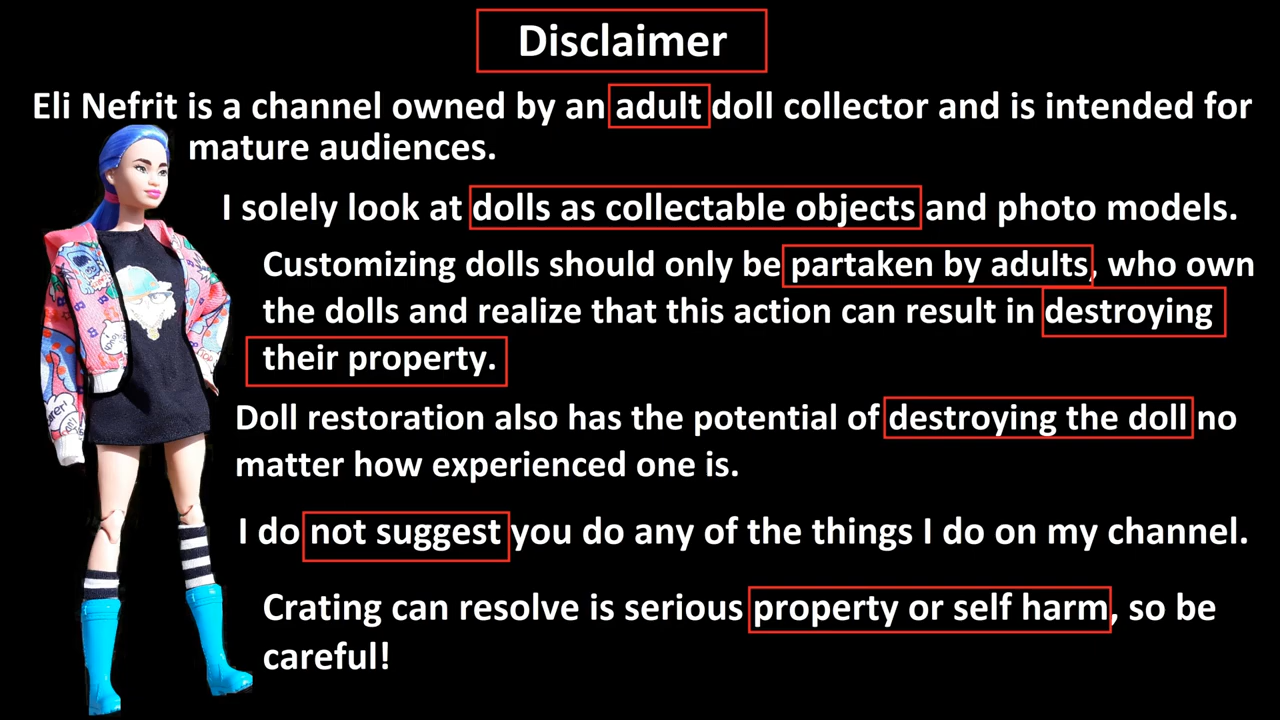 Disclaimer
Eli Nefrit is a channel owned by an adult doll collector and is intended for
mature audiences.
I solely look at dolls as collectable objects and photo models.
Customizing dolls should only be partaken by adults, who own
the dolls and realize that this action can result in destroying
their property.
Doll restoration also has the potential of destroying the doll no
matter how experienced one is.
I do not suggest you do any of the things I do on my channel.
Crating can resolve is serious property or self harm, so be
careful!